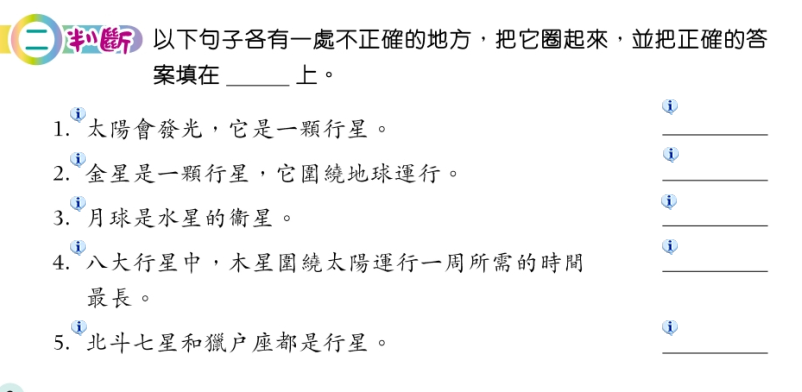 二 判斷 以下句子各有一處不正確的地方，把它圈起來，並把正確的答
案填在 ______ 上。
1. 太陽會發光，它是一顆行星。
2. 金星是一顆行星，它圍繞地球運行。
3. 月球是水星的衞星。
4. 八大行星中，木星圍繞太陽運行一周所需的時間
最長。
5. 北斗七星和獵户座都是行星。